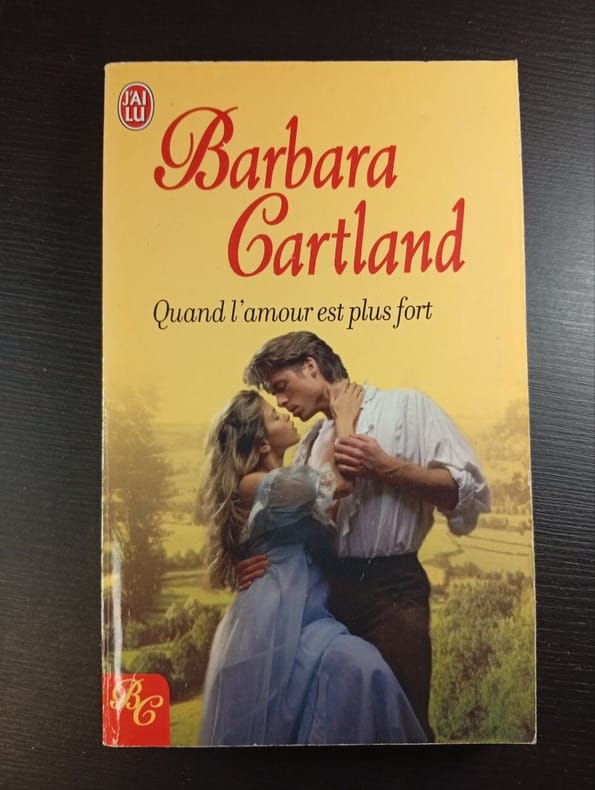 J'AI
LU
Barbara
Cartland
Quand l'amour est plus fort
BC